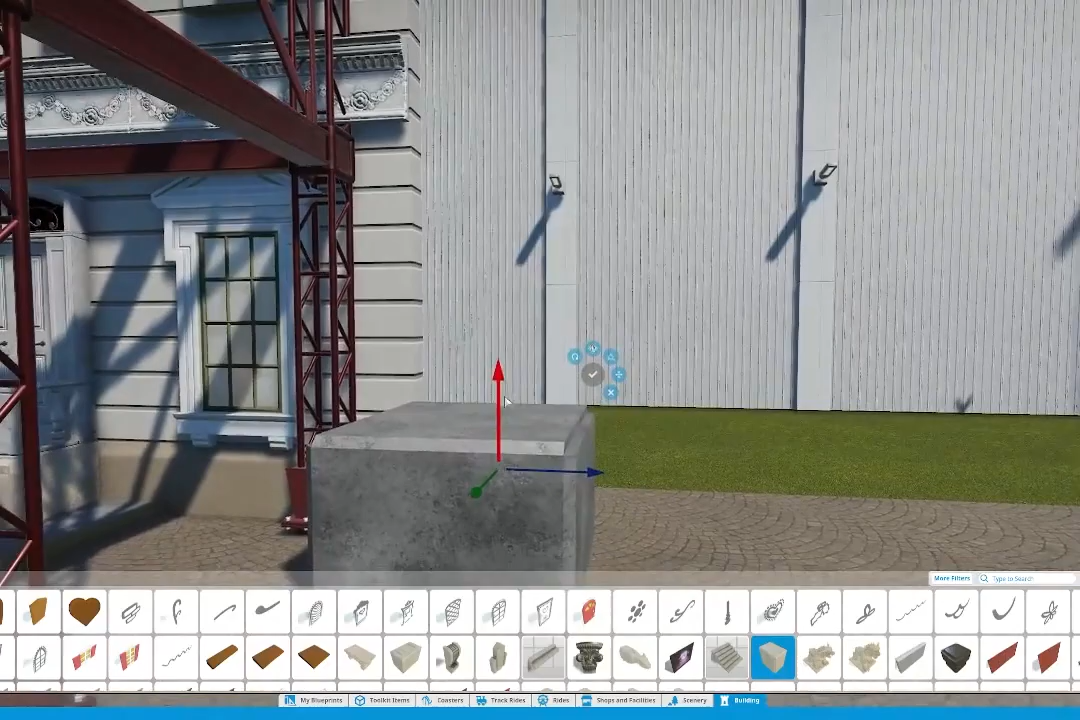 More Filters Type to Search
My Blueprints Toolkit Items Coasters Track Rides Rides Shops and Facilities Scenery Building